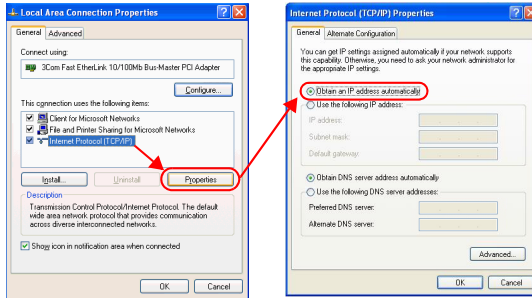 Local Area Connection Properties
General Advanced
Connect using:
3Com Fast EtherLink 10/100Mb Bus-Master PCI Adapter
Configure...
This connection uses the following items:
Client for Microsoft Networks
File and Printer Sharing for Microsoft Networks
Internet Protocol (TCP/IP)
Install... Uninstall Properties
Description
Transmission Control Protocol/Internet Protocol. The default
wide area network protocol that provides communication
across diverse interconnected networks.
Show icon in notification area when connected
OK Cancel
Internet Protocol (TCP/IP) Properties
General Alternate Configuration
You can get IP settings assigned automatically if your network supports
this capability. Otherwise, you need to ask your network administrator for
the appropriate IP settings.
Obtain an IP address automatically
Use the following IP address:
IP address:
Subnet mask:
Default gateway:
Obtain DNS server address automatically
Use the following DNS server addresses:
Preferred DNS server:
Alternate DNS server:
Advanced...
OK Cancel